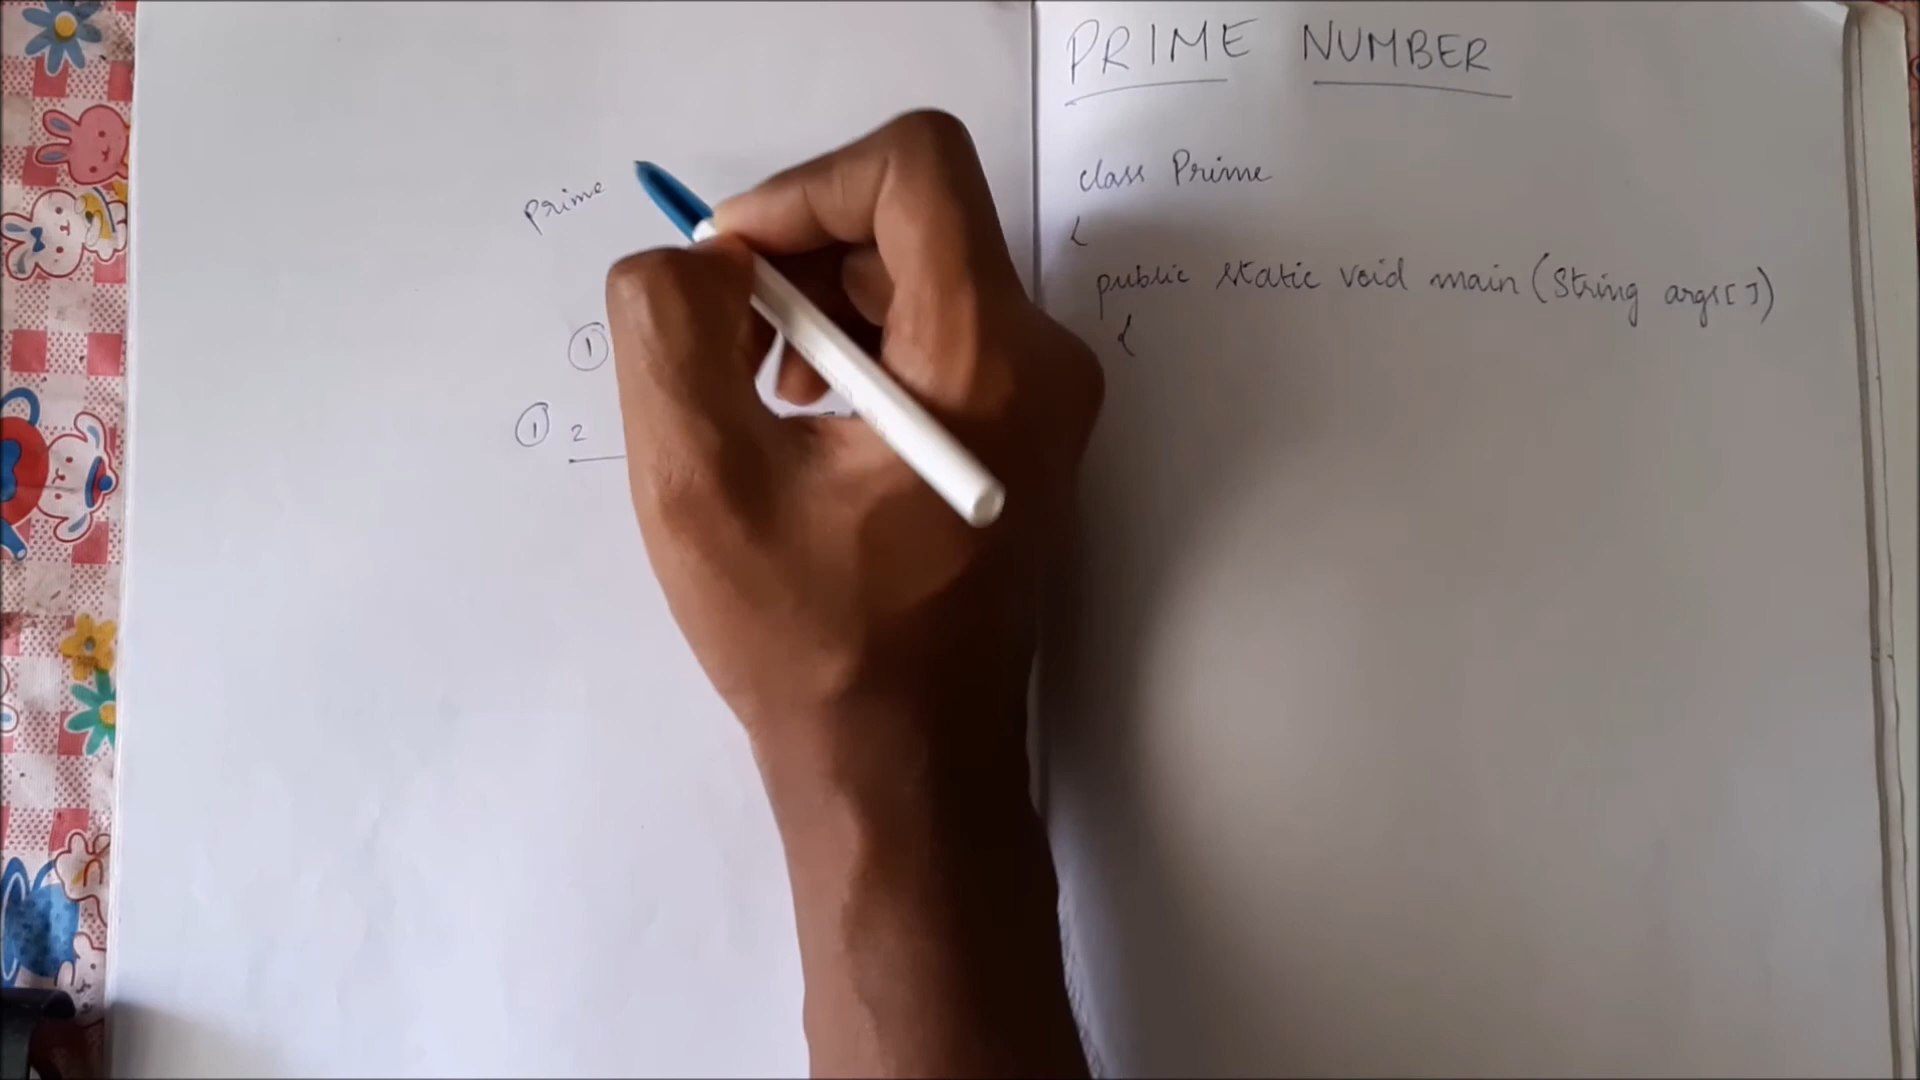 prime
①
① 2
PRIME NUMBER
class Prime
{
public static void main (String args[])
{